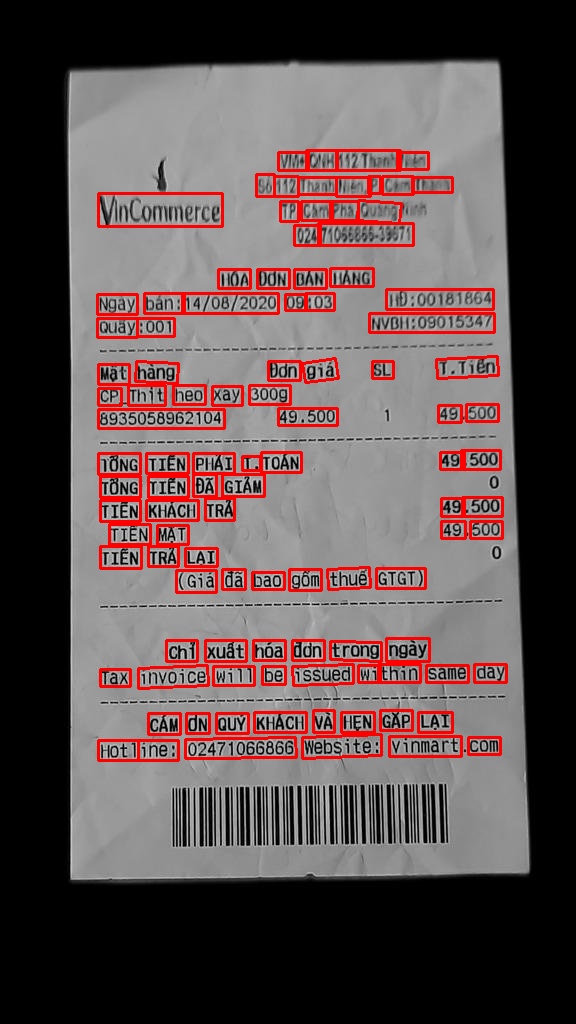 VinCommerce
VM+ QNH 112 Thanh Niên
Số 112 Thanh Niên, P. Cẩm Thành
TP. Cẩm Phả, Quảng Ninh
024 71066866-39671
HÓA ĐƠN BÁN HÀNG
Ngày bán:14/08/2020 09:03 HĐ:00181864
Quầy:001 NVBH:09015347
Mặt hàng Đơn giá SL T.Tiền
CP_Thịt heo xay 300g
8935058962104 49.500 1 49.500
TỔNG TIỀN PHẢI T.TOÁN 49.500
TỔNG TIỀN ĐÃ GIẢM 0
TIỀN KHÁCH TRẢ 49.500
TIỀN MẶT 49.500
TIỀN TRẢ LẠI 0
(Giá đã bao gồm thuế GTGT)
Chỉ xuất hóa đơn trong ngày
Tax invoice will be issued within same day
CẢM ƠN QUÝ KHÁCH VÀ HẸN GẶP LẠI
Hotline: 02471066866 Website: vinmart.com